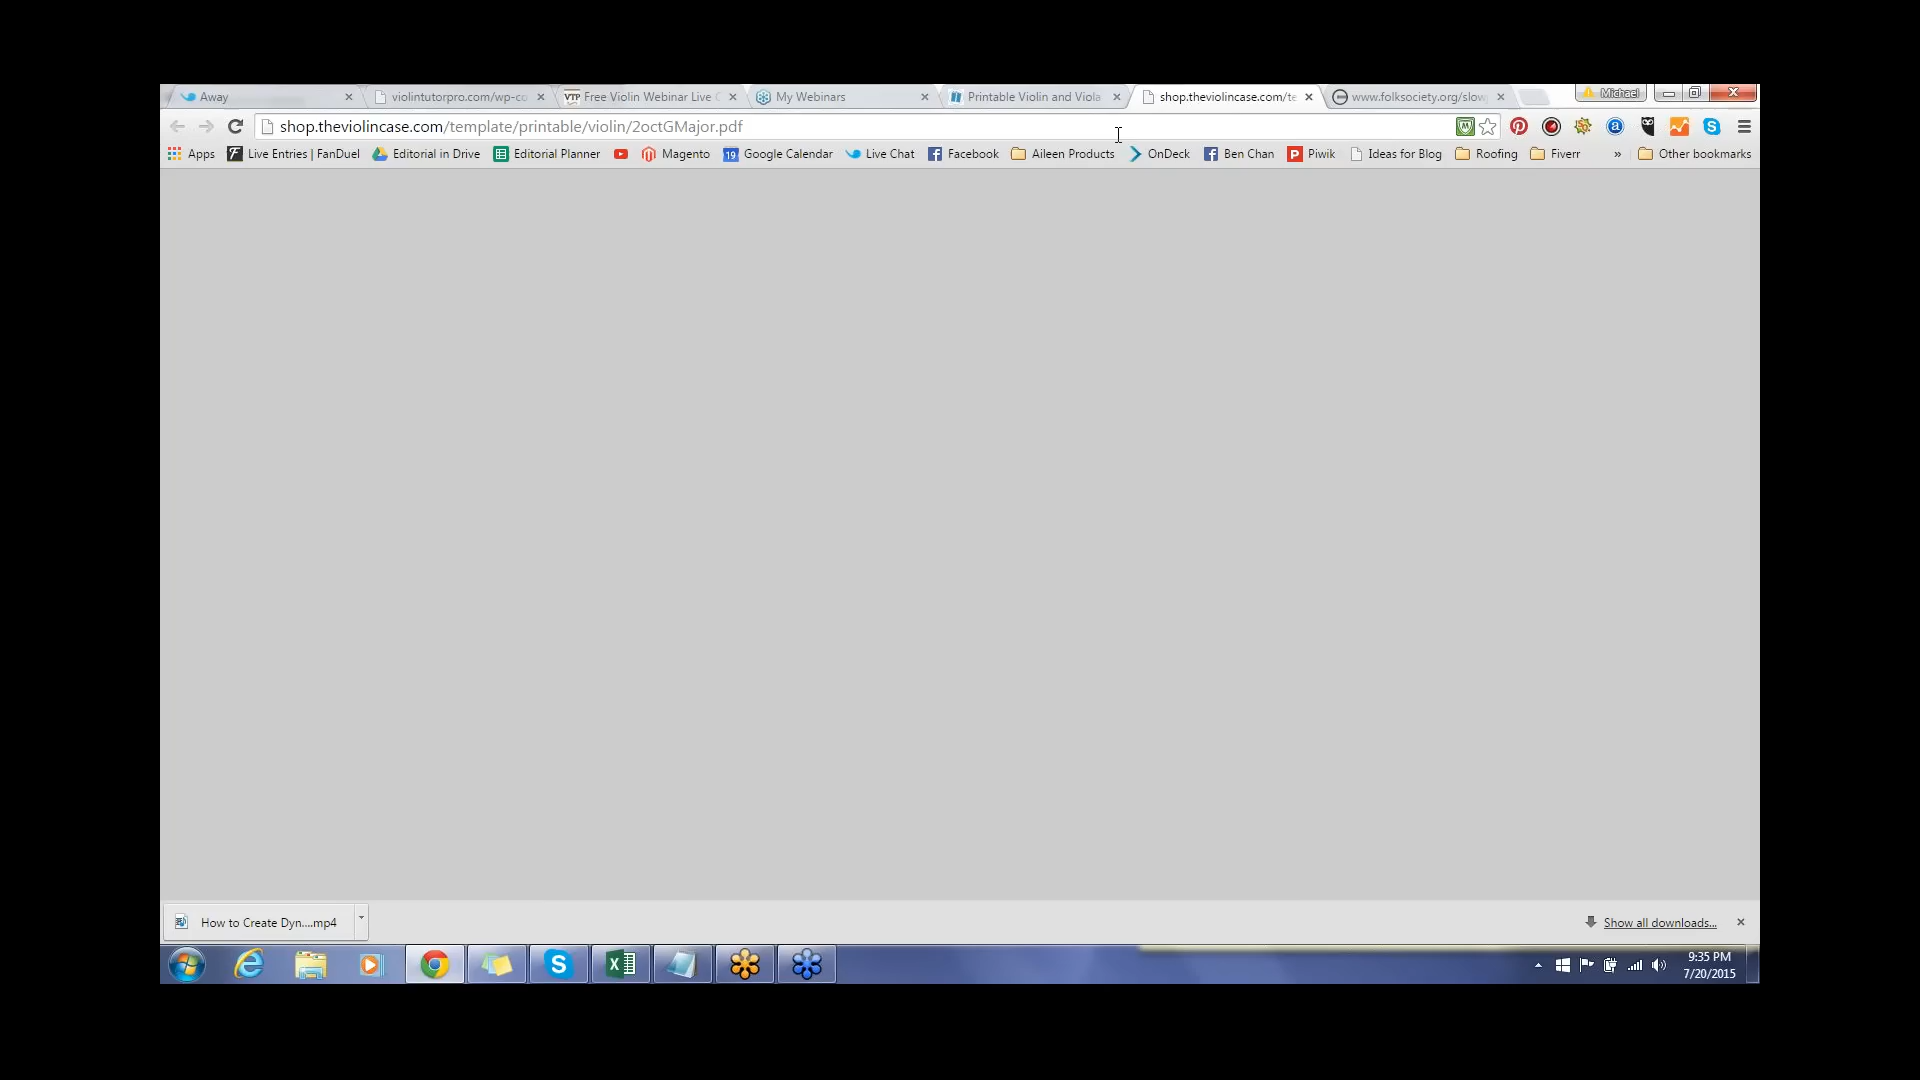 Away
violintutorpro.com/wp-co
VTP Free Violin Webinar Live C
My Webinars
Printable Violin and Viola
shop.theviolincase.com/te
www.folksociety.org/slow
Michael
shop.theviolincase.com/template/printable/violin/2octGMajor.pdf
Apps
Live Entries | FanDuel
Editorial in Drive
Editorial Planner
Magento
19 Google Calendar
Live Chat
Facebook
Aileen Products
OnDeck
Ben Chan
Piwik
Ideas for Blog
Roofing
Fiverr
»
Other bookmarks
How to Create Dyn....mp4
Show all downloads...
9:35 PM
7/20/2015